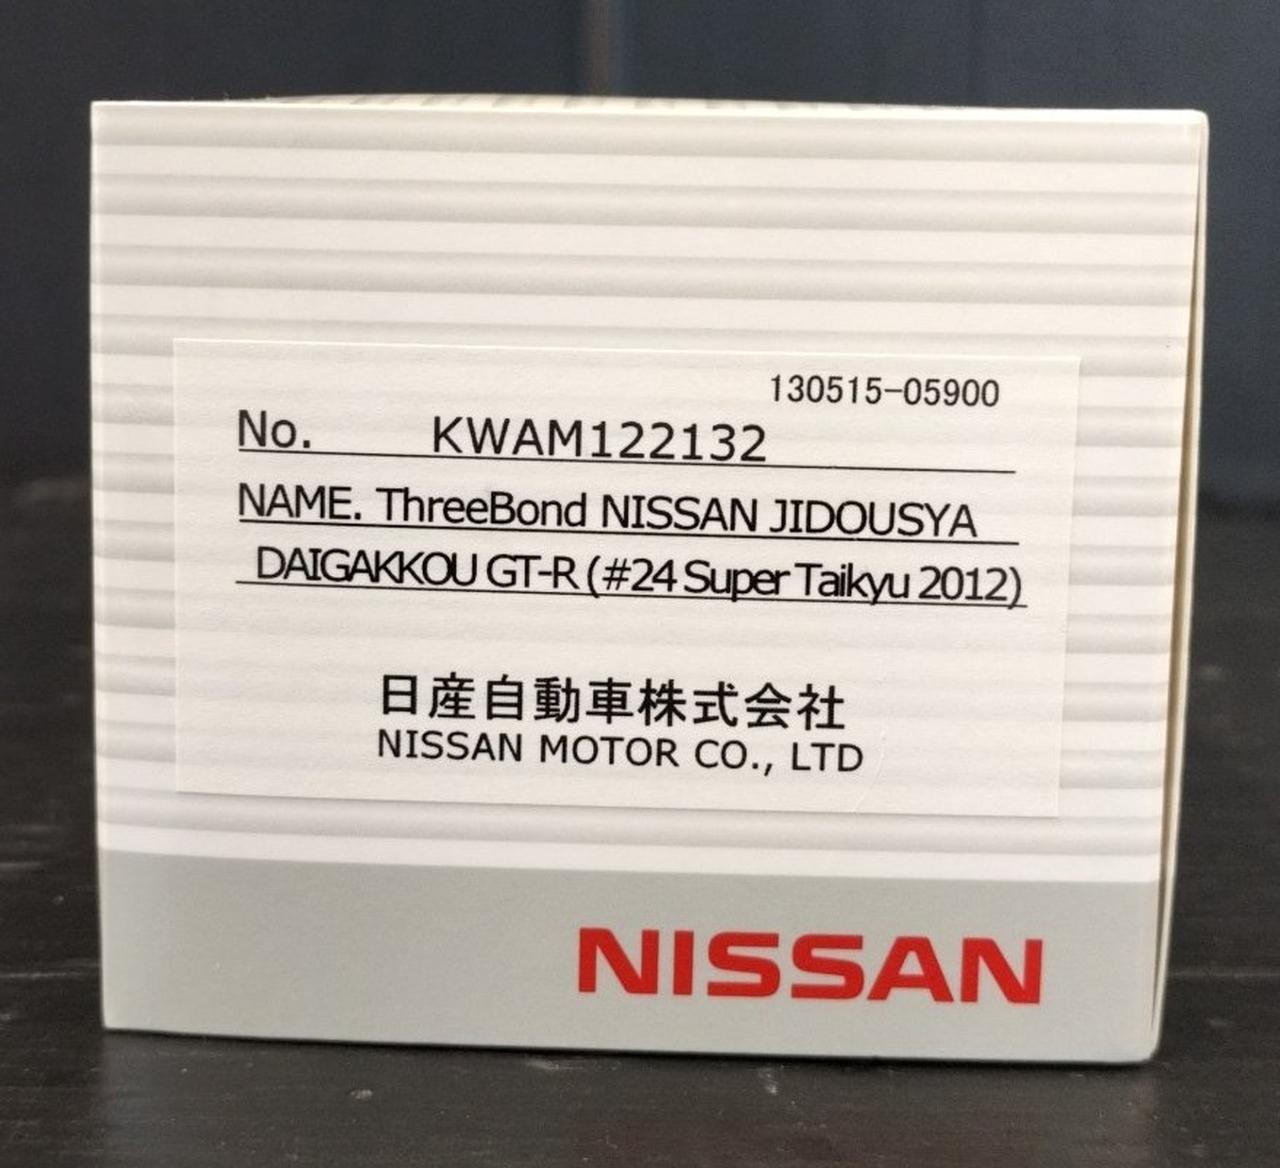 130515-05900
No. KWAM122132
NAME. ThreeBond NISSAN JIDOUSYA
DAIGAKKOU GT-R (#24 Super Taikyu 2012)
日産自動車株式会社
NISSAN MOTOR CO., LTD
NISSAN